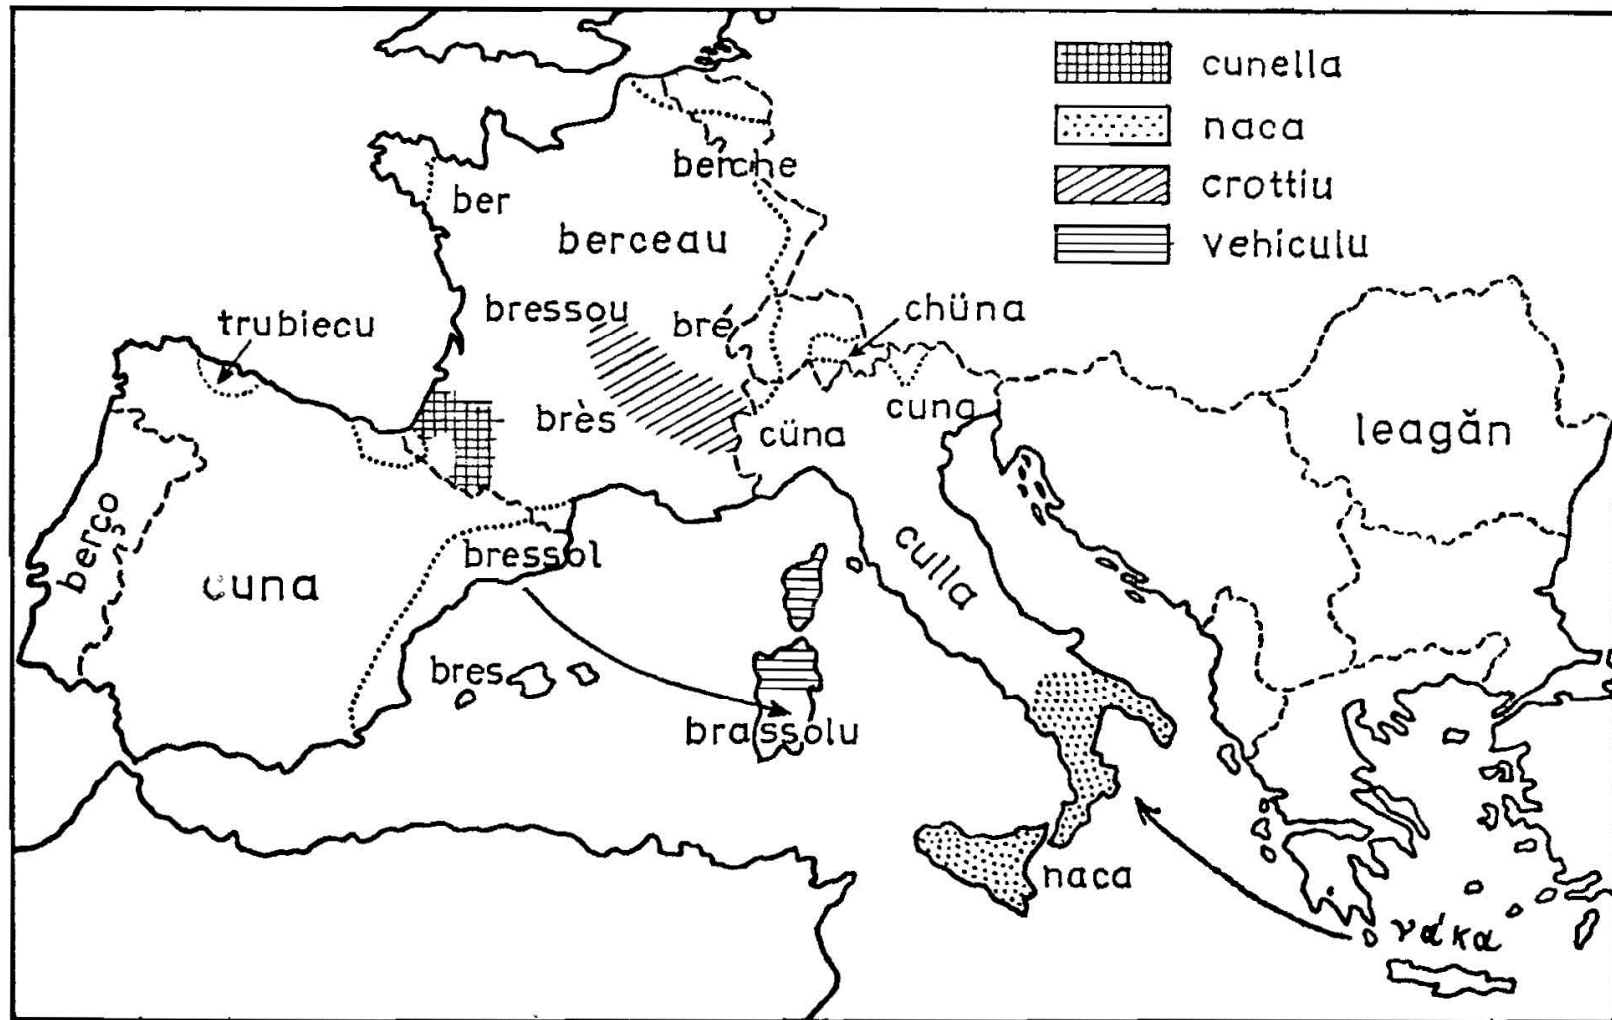 cunella
naca
crottiu
vehiculu
berche
ber
berceau
bressou
bré
chüna
trubiecu
brès
cüna
cuna
leagăn
berço
cuna
bressol
culla
bres
brassolu
naca
νάκα